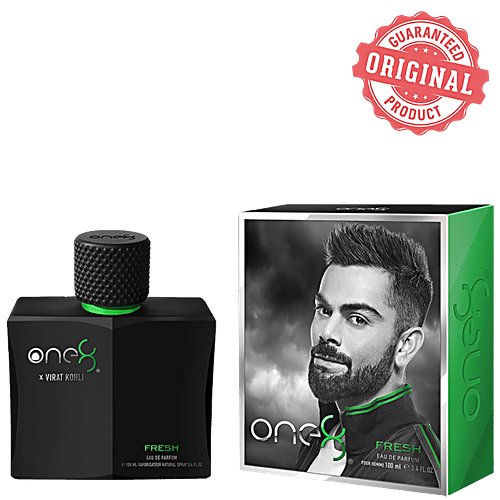 GUARANTEED
ORIGINAL
PRODUCT
one8
one8
x VIRAT KOHLI
FRESH
EAU DE PARFUM
100 ML VAPORISATEUR NATURAL SPRAY 3.4 FL.OZ
one8
one8
FRESH
EAU DE PARFUM
POUR HOMME 100 ml ℮ 3.4 FL.OZ